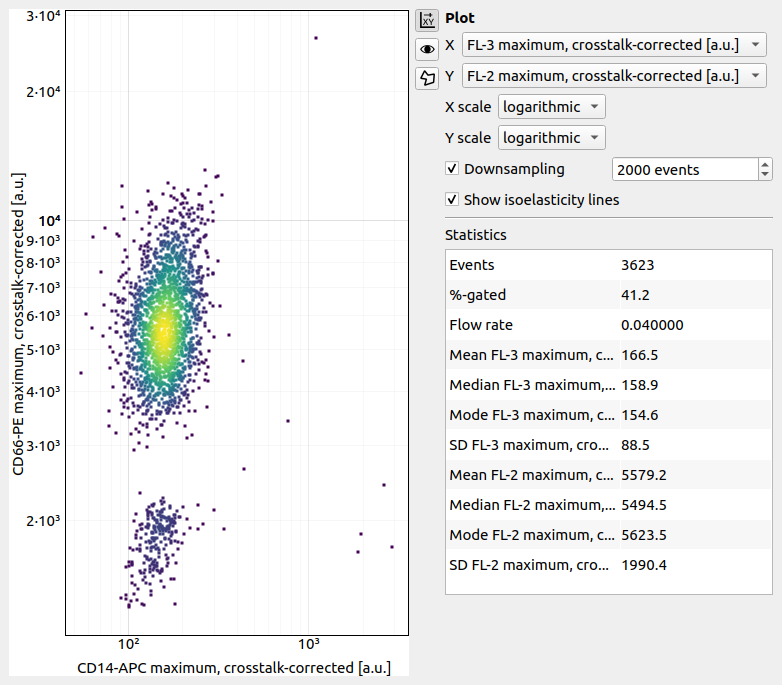 3·10⁴
2·10⁴
10⁴
9·10³
8·10³
7·10³
6·10³
5·10³
4·10³
3·10³
2·10³
CD66-PE maximum, crosstalk-corrected [a.u.]
10²
10³
CD14-APC maximum, crosstalk-corrected [a.u.]
XY
Plot
X FL-3 maximum, crosstalk-corrected [a.u.]
Y FL-2 maximum, crosstalk-corrected [a.u.]
X scale logarithmic
Y scale logarithmic
Downsampling 2000 events
Show isoelasticity lines
Statistics
Events 3623
%-gated 41.2
Flow rate 0.040000
Mean FL-3 maximum, c... 166.5
Median FL-3 maximum,... 158.9
Mode FL-3 maximum, c... 154.6
SD FL-3 maximum, cro... 88.5
Mean FL-2 maximum, c... 5579.2
Median FL-2 maximum,... 5494.5
Mode FL-2 maximum, c... 5623.5
SD FL-2 maximum, cro... 1990.4